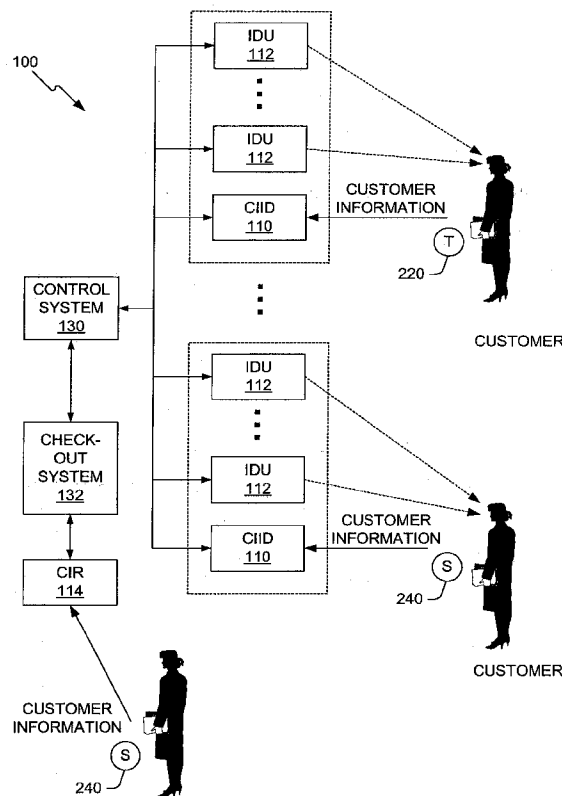 100
IDU
112
IDU
112
CIID
110
CUSTOMER
INFORMATION
T
220
CUSTOMER
CONTROL
SYSTEM
130
IDU
112
IDU
112
CIID
110
CUSTOMER
INFORMATION
S
240
CUSTOMER
CHECK-
OUT
SYSTEM
132
CIR
114
CUSTOMER
INFORMATION
S
240